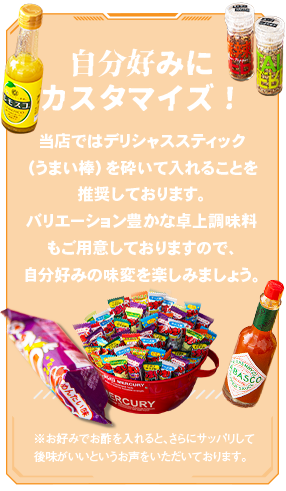 自分好みに
カスタマイズ！
当店ではデリシャススティック
（うまい棒）を砕いて入れることを
推奨しております。
バリエーション豊かな卓上調味料
もご用意しておりますので、
自分好みの味変を楽しみましょう。
めんたい味
MERCURY
MERCURY
TABASCO
※お好みでお酢を入れると、さらにサッパリして
後味がいいというお声をいただいております。